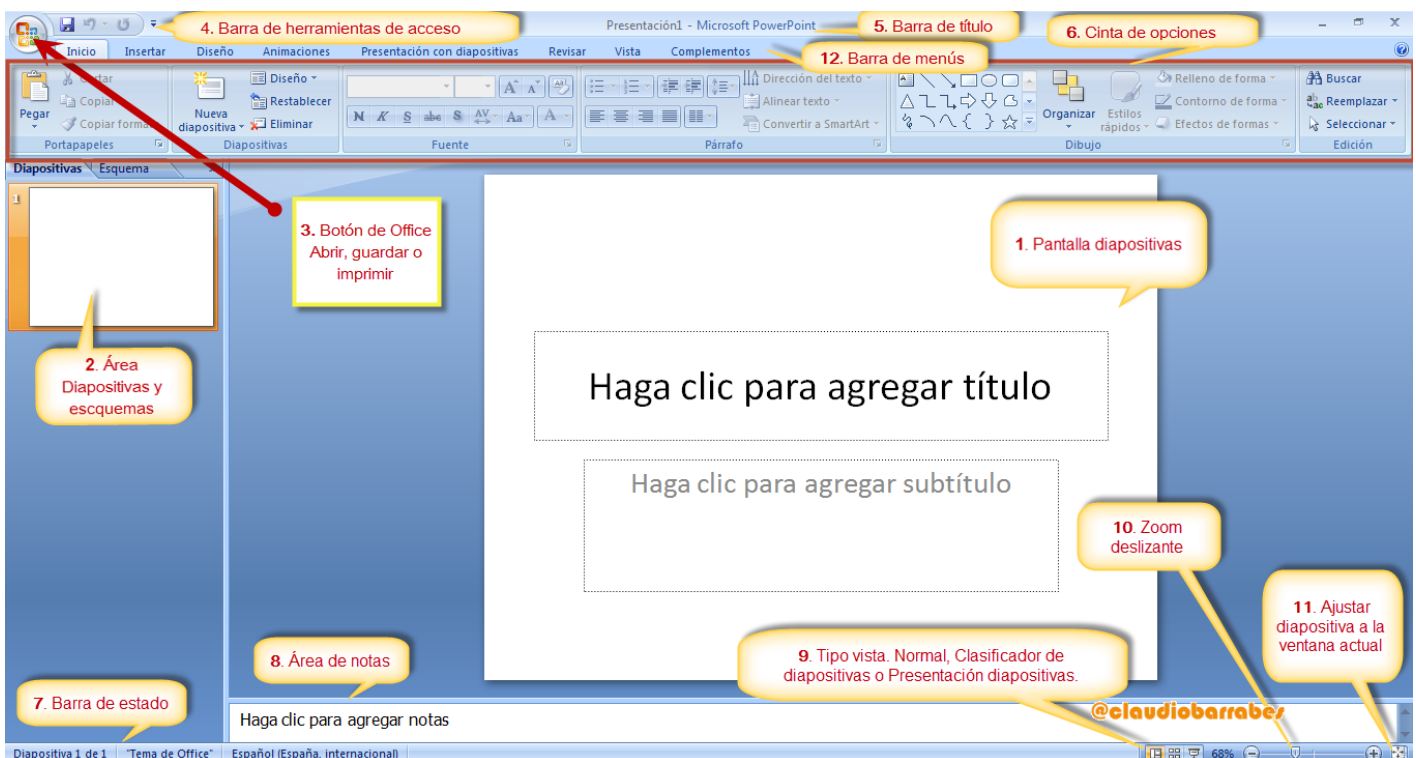 4. Barra de herramientas de acceso
Presentación1 - Microsoft PowerPoint
5. Barra de título
6. Cinta de opciones
Inicio Insertar Diseño Animaciones Presentación con diapositivas Revisar Vista Complementos
12. Barra de menús
Pegar
Cortar
Copiar
Copiar formato
Portapapeles
Nueva
diapositiva
Diseño
Restablecer
Eliminar
Diapositivas
N K S abc S AV Aa A
Fuente
Dirección del texto
Alinear texto
Convertir a SmartArt
Párrafo
Organizar
Estilos
rápidos
Relleno de forma
Contorno de forma
Efectos de formas
Dibujo
Buscar
Reemplazar
Seleccionar
Edición
Diapositivas Esquema
1
3. Botón de Office
Abrir, guardar o
imprimir
1. Pantalla diapositivas
2. Área
Diapositivas y
escquemas
Haga clic para agregar título
Haga clic para agregar subtítulo
10. Zoom
deslizante
11. Ajustar
diapositiva a la
ventana actual
8. Área de notas
9. Tipo vista. Normal, Clasificador de
diapositivas o Presentación diapositivas.
7. Barra de estado
@claudiobarrabes
Haga clic para agregar notas
Diapositiva 1 de 1 "Tema de Office" Español (España, internacional) 68%